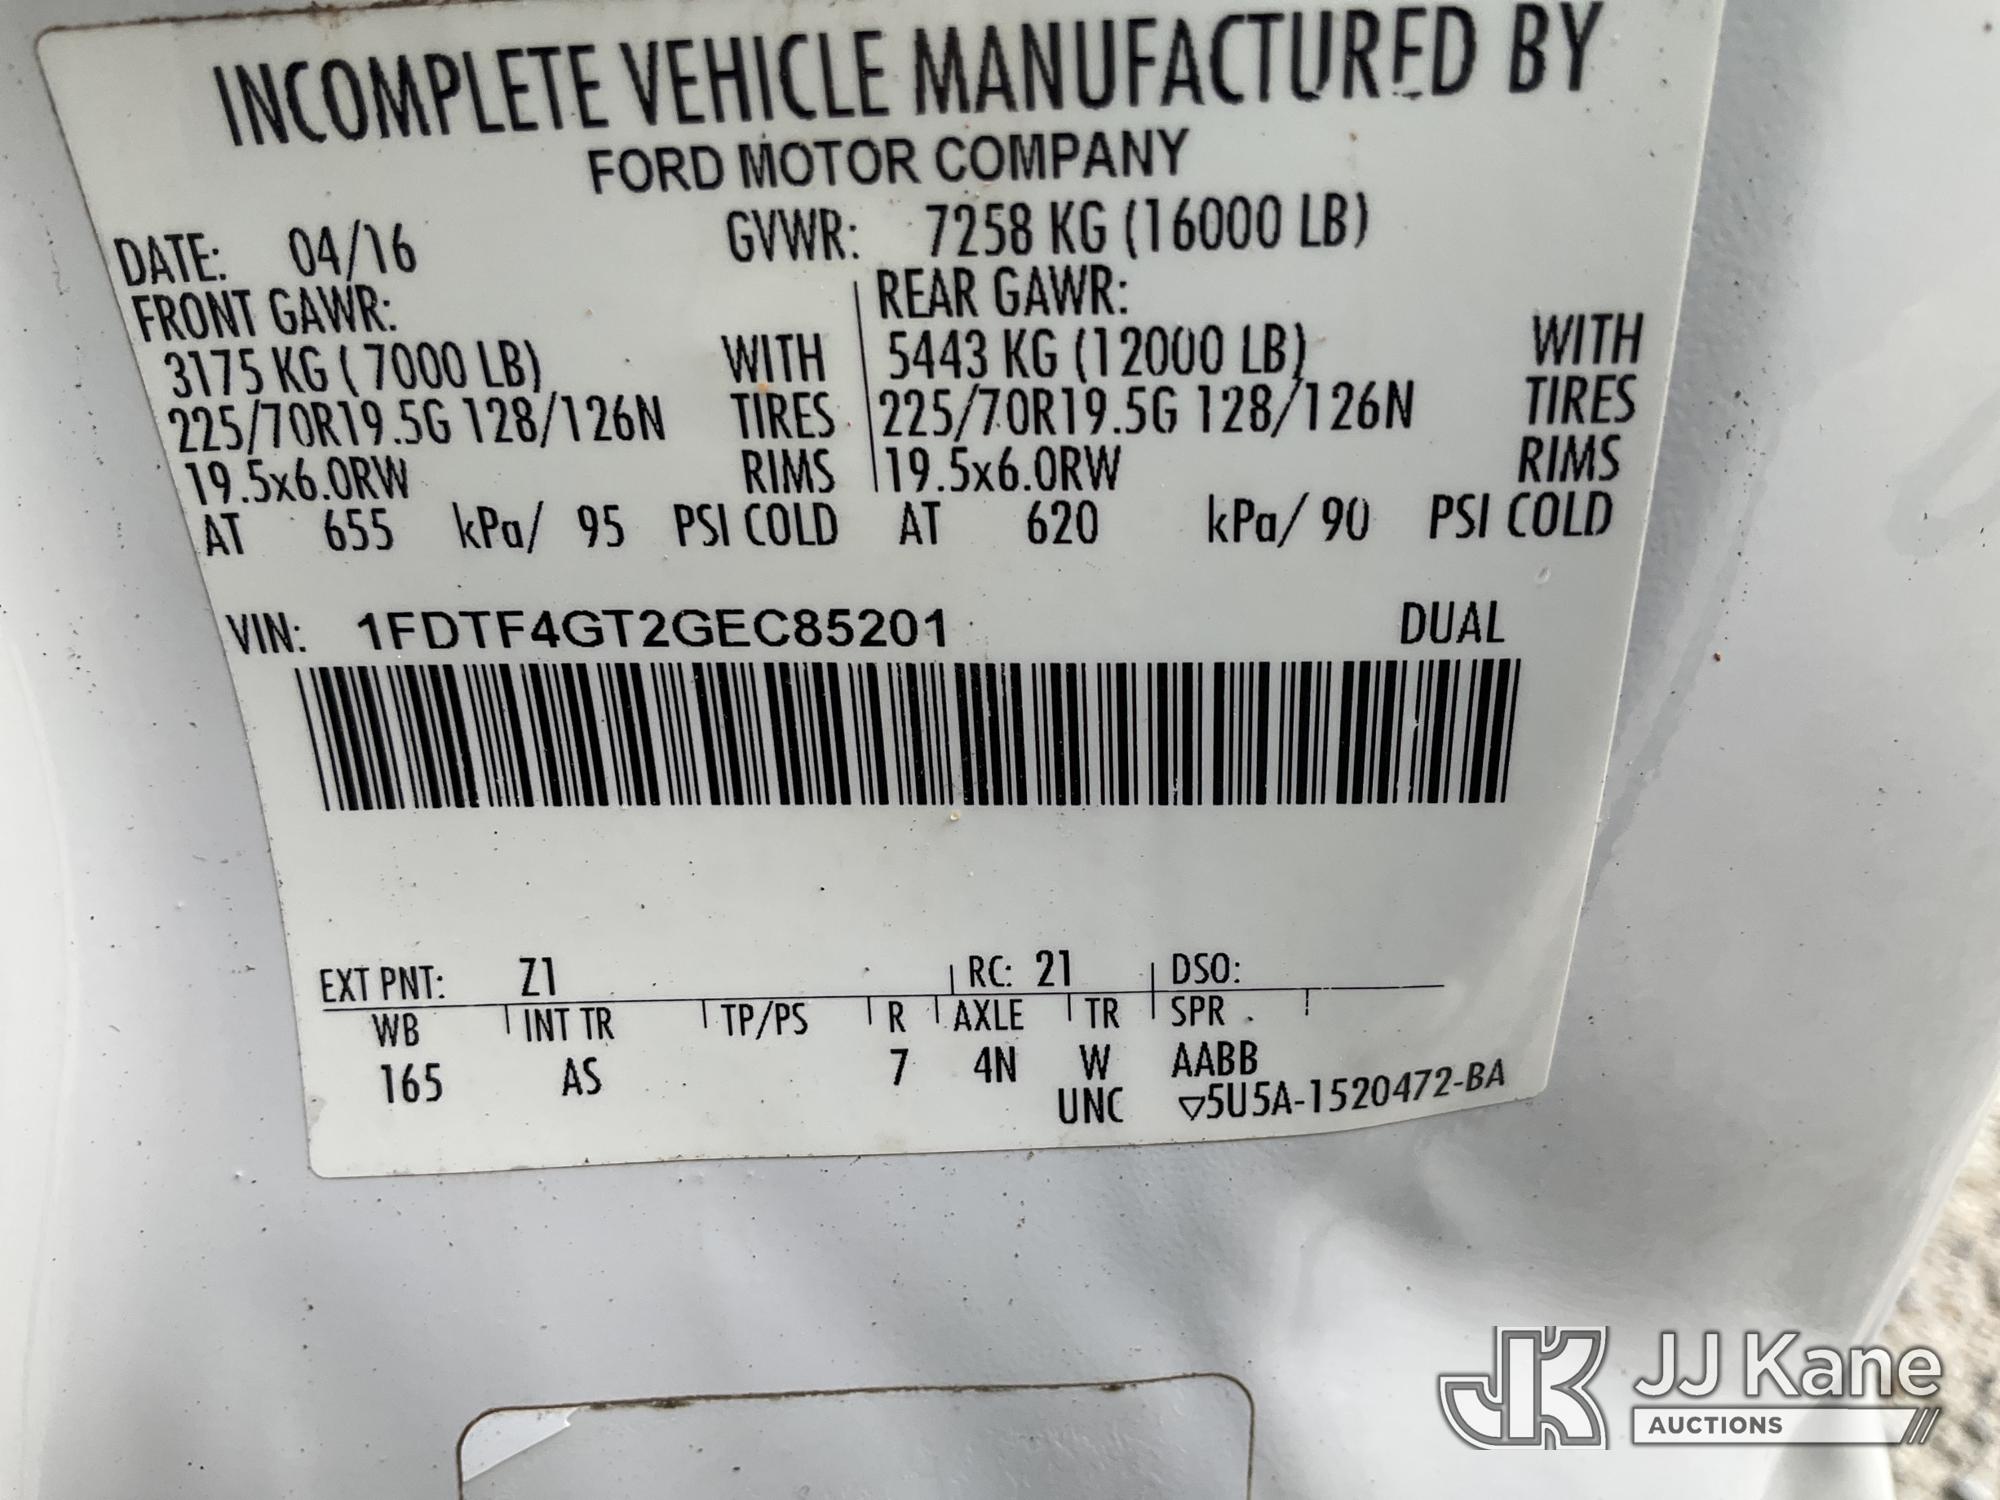 INCOMPLETE VEHICLE MANUFACTURED BY
FORD MOTOR COMPANY
DATE: 04/16 GVWR: 7258 KG (16000 LB)
FRONT GAWR: REAR GAWR:
3175 KG ( 7000 LB) WITH 5443 KG (12000 LB) WITH
225/70R19.5G 128/126N TIRES 225/70R19.5G 128/126N TIRES
19.5x6.0RW RIMS 19.5x6.0RW RIMS
AT 655 kPa/ 95 PSI COLD AT 620 kPa/ 90 PSI COLD
VIN: 1FDTF4GT2GEC85201 DUAL
EXT PNT: Z1 RC: 21 DSO:
WB INT TR TP/PS R AXLE TR SPR
165 AS 7 4N W AABB
UNC ▽5U5A-1520472-BA
JK JJ Kane
AUCTIONS